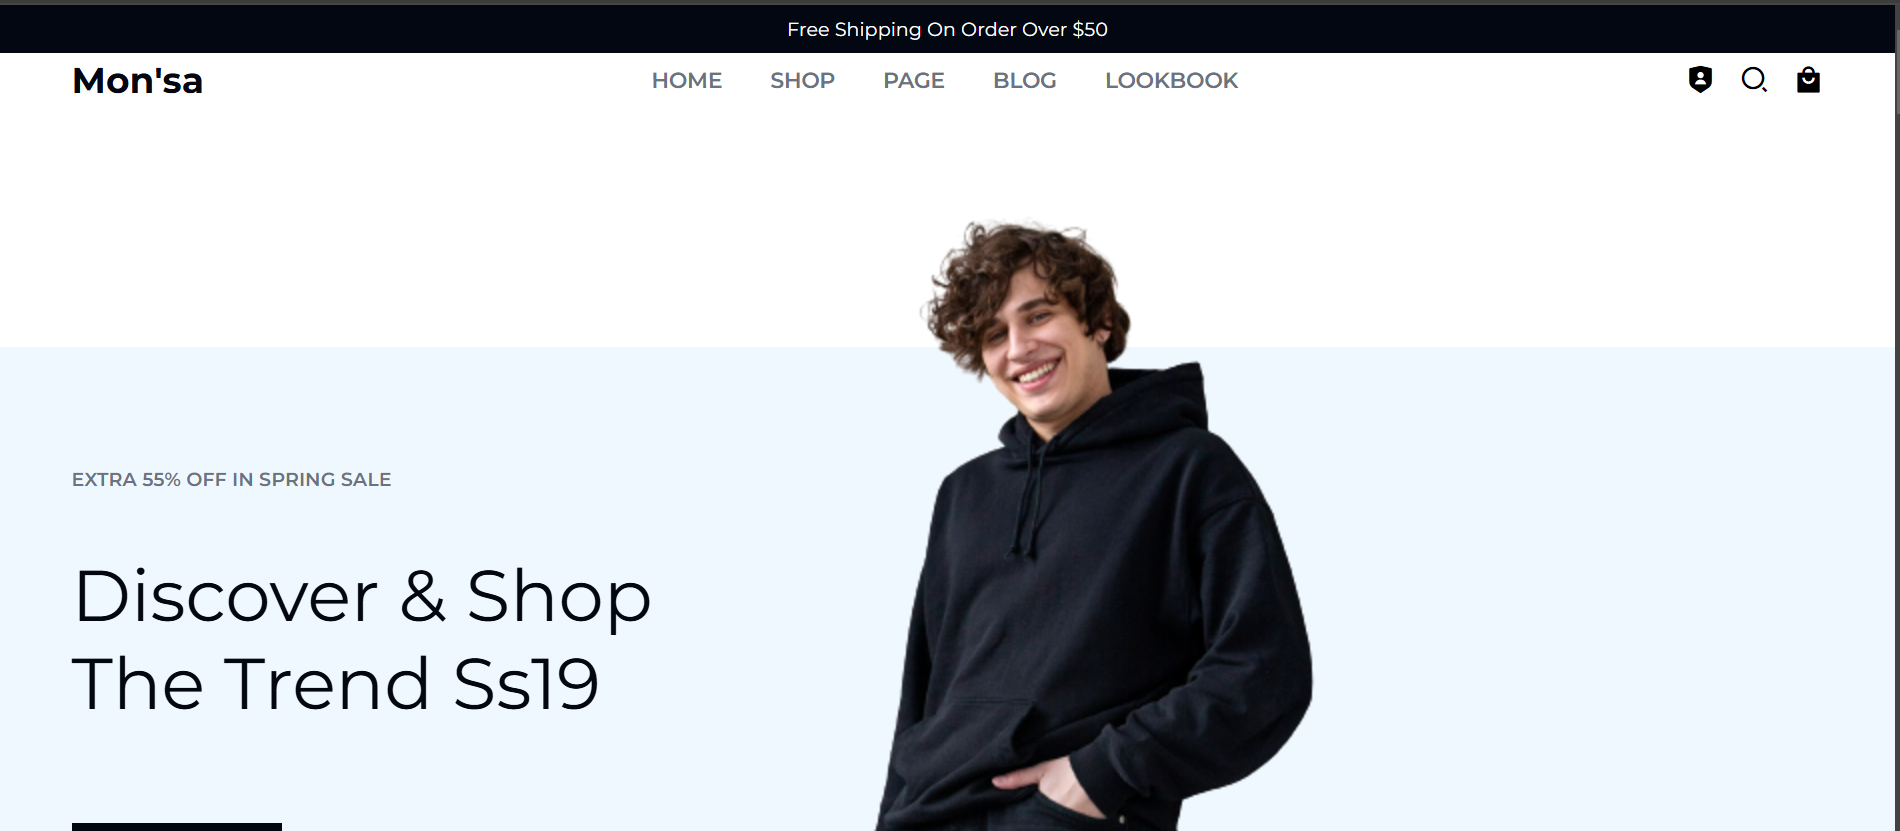 Free Shipping On Order Over $50
Mon'sa
HOME SHOP PAGE BLOG LOOKBOOK
EXTRA 55% OFF IN SPRING SALE
Discover & Shop
The Trend Ss19